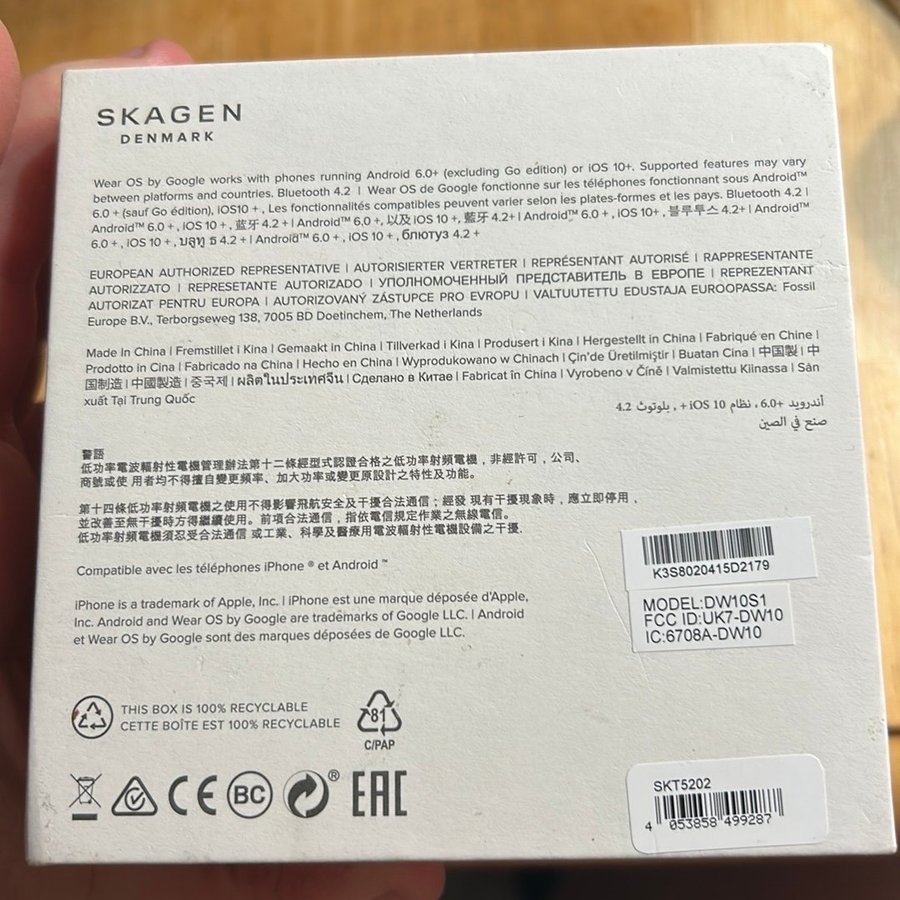 SKAGEN
DENMARK
Wear OS by Google works with phones running Android 6.0+ (excluding Go edition) or iOS 10+. Supported features may vary
between platforms and countries. Bluetooth 4.2 | Wear OS de Google fonctionne sur les téléphones fonctionnant sous Android™
6.0 + (sauf Go édition), iOS10 + , Les fonctionnalités compatibles peuvent varier selon les plates-formes et les pays. Bluetooth 4.2 |
Android™ 6.0 + , iOS 10 + , 藍牙 4.2 + | Android™ 6.0 +, 以及 iOS 10 +, 藍牙 4.2+ | Android™ 6.0 + , iOS 10+ , 블루투스 4.2+ | Android™
6.0 + , iOS 10 + , บลูทู ธ 4.2 + | Android™ 6.0 + , iOS 10 + , блютуз 4.2 +
EUROPEAN AUTHORIZED REPRESENTATIVE | AUTORISIERTER VERTRETER | REPRÉSENTANT AUTORISÉ | RAPPRESENTANTE
AUTORIZZATO | REPRESETANTE AUTORIZADO | УПОЛНОМОЧЕННЫЙ ПРЕДСТАВИТЕЛЬ В ЕВРОПЕ | REPREZENTANT
AUTORIZAT PENTRU EUROPA | AUTORIZOVANÝ ZÁSTUPCE PRO EVROPU | VALTUUTETTU EDUSTAJA EUROOPASSA: Fossil
Europe B.V., Terborgseweg 138, 7005 BD Doetinchem, The Netherlands
Made In China | Fremstillet i Kina | Gemaakt in China | Tillverkad i Kina | Produsert i Kina | Hergestellt in China | Fabriqué en Chine |
Prodotto in Cina | Fabricado na China | Hecho en China | Wyprodukowano w Chinach | Çin'de Üretilmiştir | Buatan Cina | 中国製 | 中
国制造 | 中國製造 | 중국제 | ผลิตในประเทศจีน | Сделано в Китае | Fabricat în China | Vyrobeno v Číně | Valmistettu Kiinassa | Sản
xuất Tại Trung Quốc
أندرويد +6.0 ، نظام iOS 10 + ، بلوتوث 4.2
صنع في الصين
警語
低功率電波輻射性電機管理辦法第十二條經型式認證合格之低功率射頻電機，非經許可，公司、
商號或使 用者均不得擅自變更頻率、加大功率或變更原設計之特性及功能。
第十四條低功率射頻電機之使用不得影響飛航安全及干擾合法通信；經發 現有干擾現象時，應立即停用，
並改善至無干擾時方得繼續使用。前項合法通信，指依電信規定作業之無線電信。
低功率射頻電機須忍受合法通信 或工業、科學及醫療用電波輻射性電機設備之干擾.
Compatible avec les téléphones iPhone ® et Android ™
iPhone is a trademark of Apple, Inc. | iPhone est une marque déposée d'Apple,
Inc. Android and Wear OS by Google are trademarks of Google LLC. | Android
et Wear OS by Google sont des marques déposées de Google LLC.
K3S8020415D2179
MODEL:DW10S1
FCC ID:UK7-DW10
IC:6708A-DW10
THIS BOX IS 100% RECYCLABLE
CETTE BOÎTE EST 100% RECYCLABLE
81
C/PAP
CE BC ® EAC
SKT5202
4 053858 499287